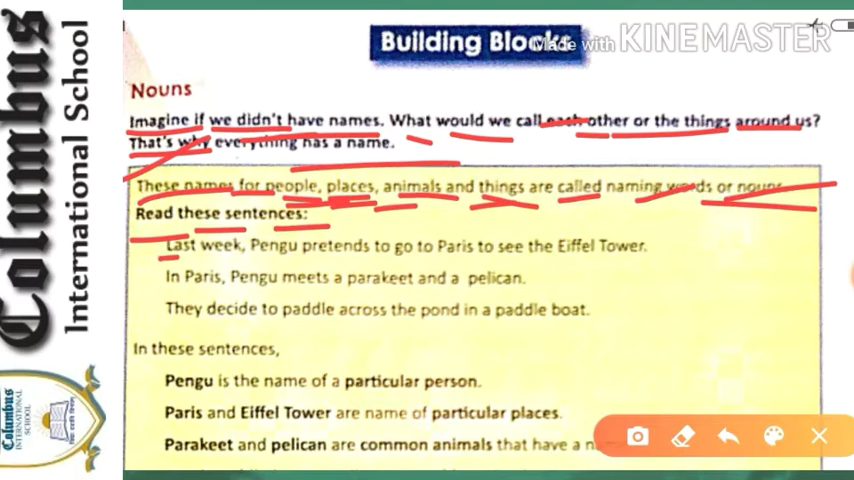 Columbus
International School
Columbus
INTERNATIONAL
SCHOOL
Made with KINEMASTER
Building Blocks
Nouns
Imagine if we didn't have names. What would we call each other or the things around us?
That's why everything has a name.
These names for people, places, animals and things are called naming words or nouns
Read these sentences:
Last week, Pengu pretends to go to Paris to see the Eiffel Tower.
In Paris, Pengu meets a parakeet and a pelican.
They decide to paddle across the pond in a paddle boat.
In these sentences,
Pengu is the name of a particular person.
Paris and Eiffel Tower are name of particular places.
Parakeet and pelican are common animals that have a